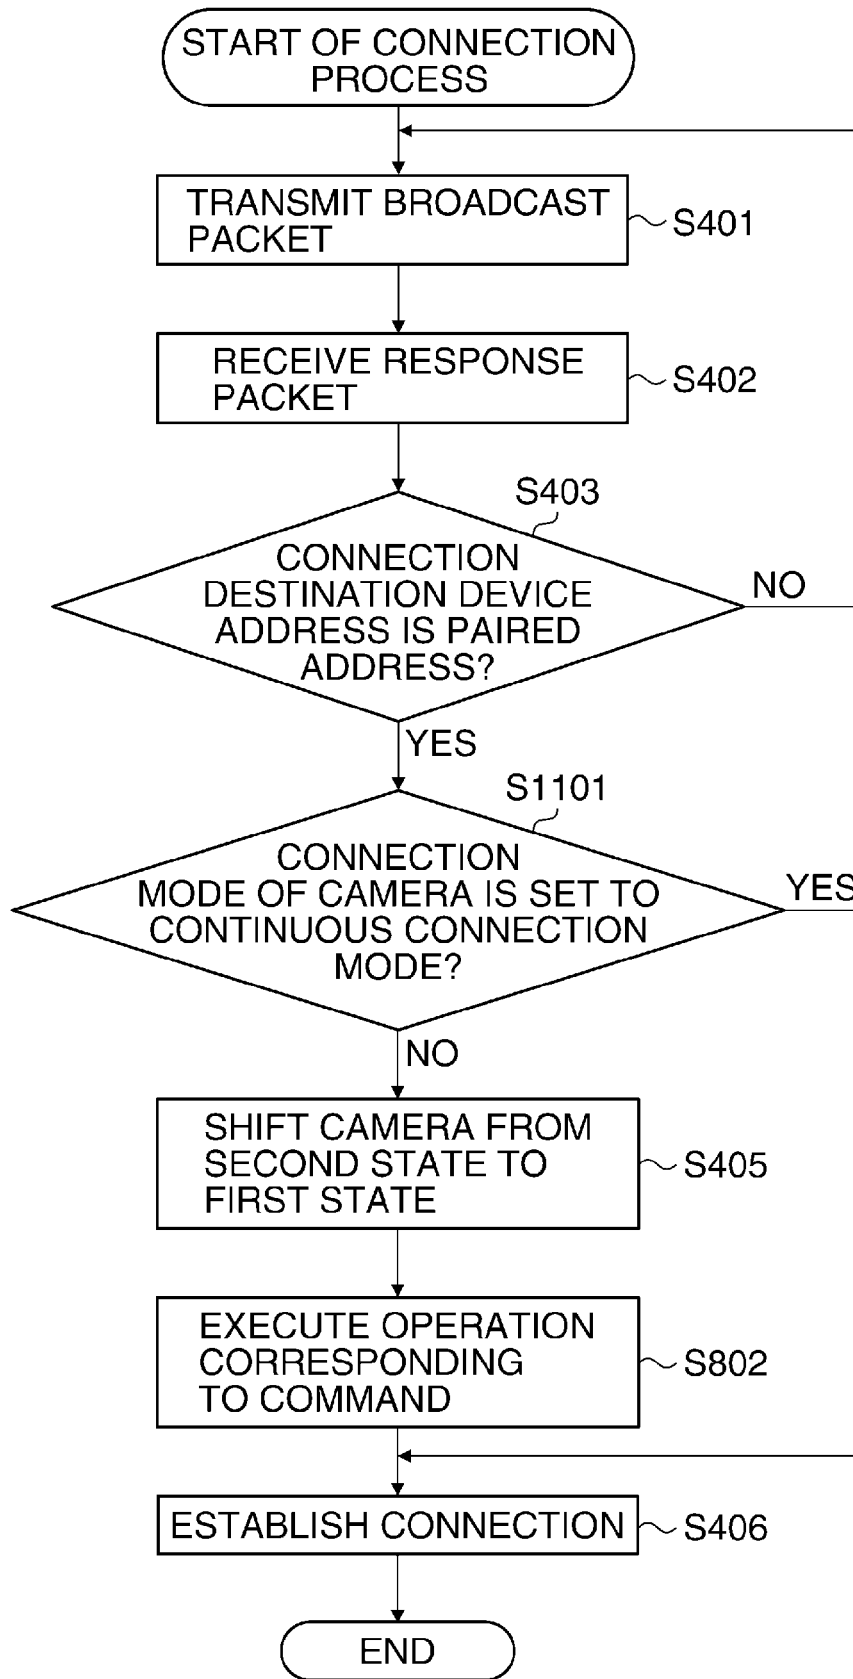 START OF CONNECTION
PROCESS
TRANSMIT BROADCAST
PACKET
S401
RECEIVE RESPONSE
PACKET
S402
S403
CONNECTION
DESTINATION DEVICE
ADDRESS IS PAIRED
ADDRESS?
NO
YES
S1101
CONNECTION
MODE OF CAMERA IS SET TO
CONTINUOUS CONNECTION
MODE?
YES
NO
SHIFT CAMERA FROM
SECOND STATE TO
FIRST STATE
S405
EXECUTE OPERATION
CORRESPONDING
TO COMMAND
S802
ESTABLISH CONNECTION
S406
END